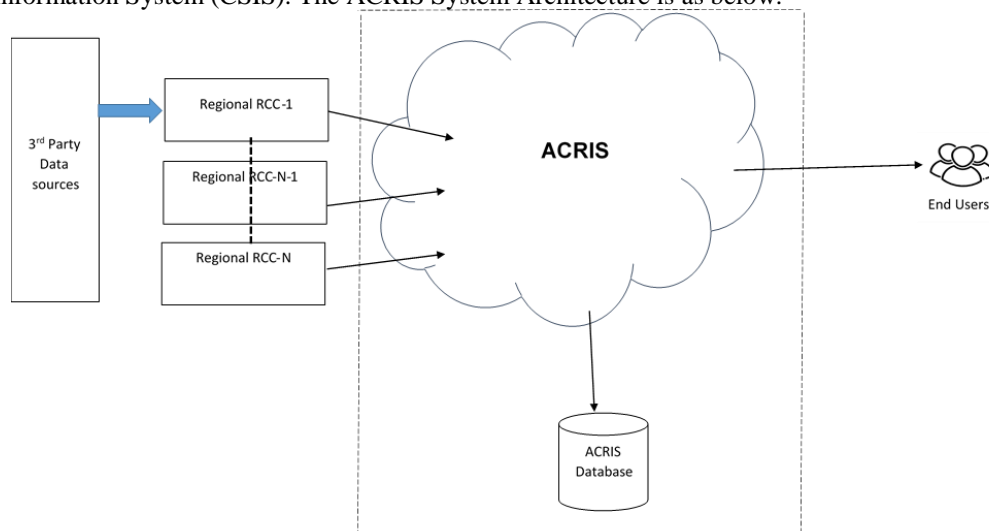 nformation System (CSIS). The ACRIS System Architecture is as below.
3rd Party
Data
sources
Regional RCC-1
Regional RCC-N-1
Regional RCC-N
ACRIS
ACRIS
Database
End Users